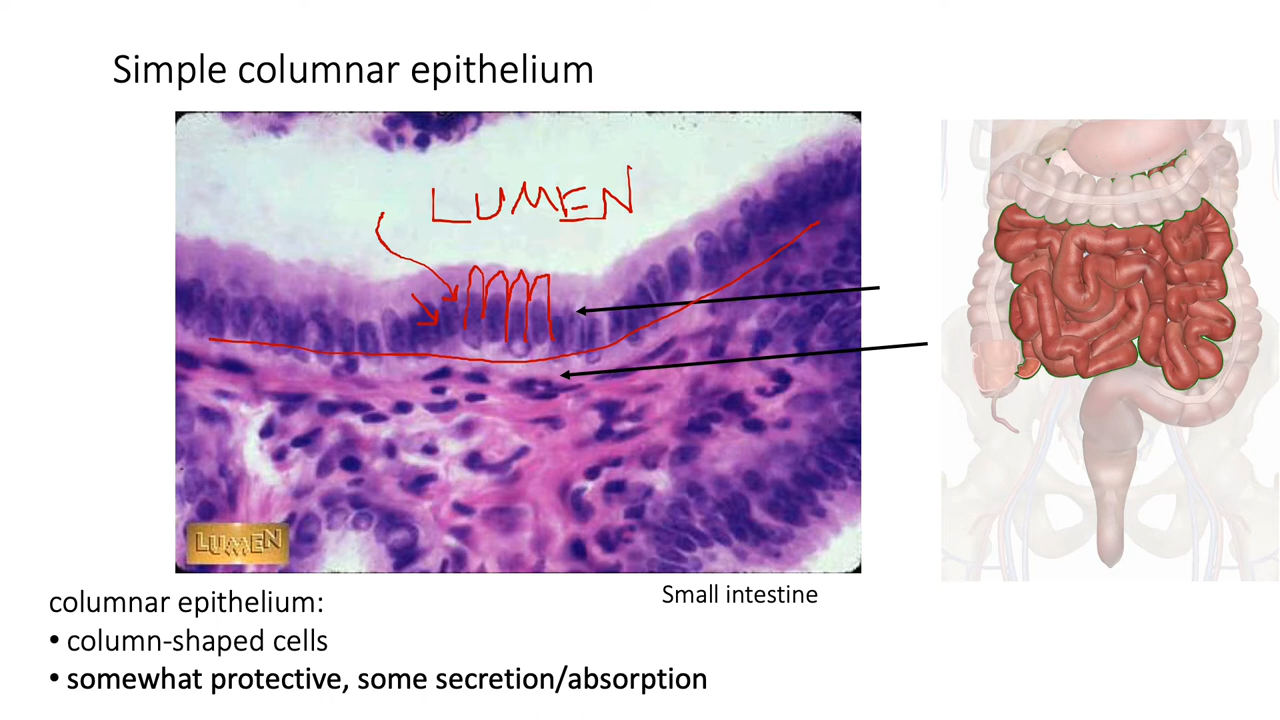 Simple columnar epithelium
LUMEN
LUMEN
Small intestine
columnar epithelium:
• column-shaped cells
• somewhat protective, some secretion/absorption